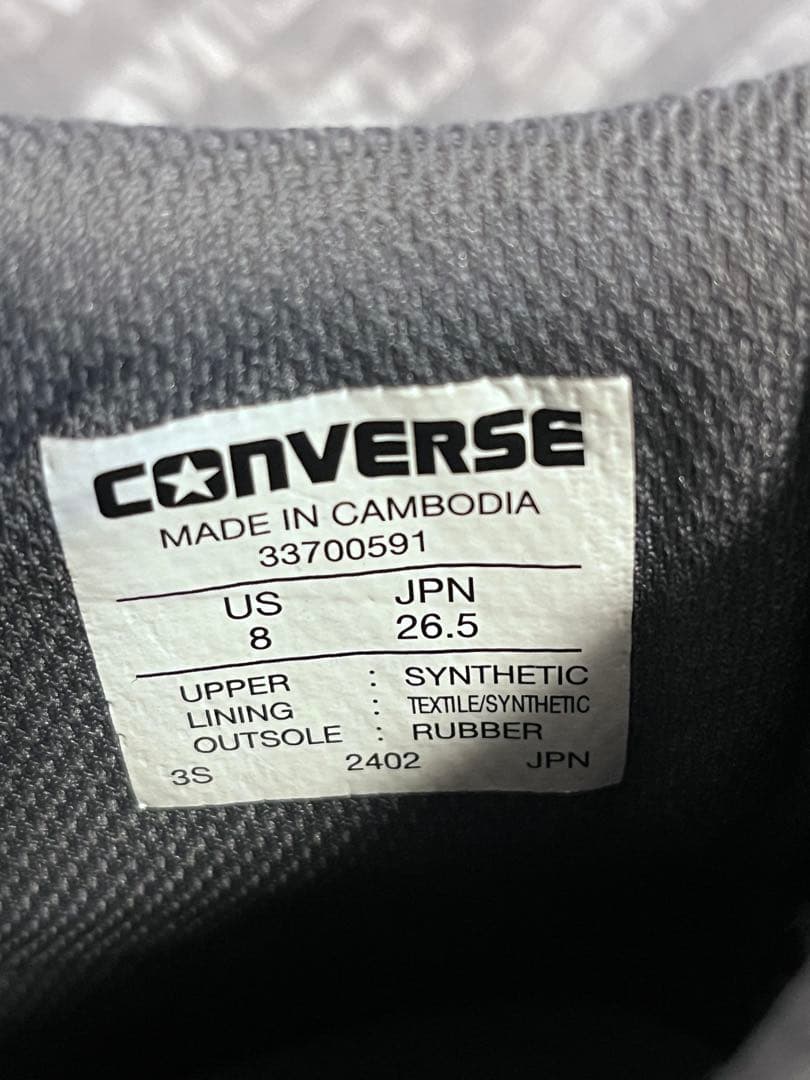 CONVERSE
MADE IN CAMBODIA
33700591
US JPN
8 26.5
UPPER : SYNTHETIC
LINING : TEXTILE/SYNTHETIC
OUTSOLE : RUBBER
3S 2402 JPN